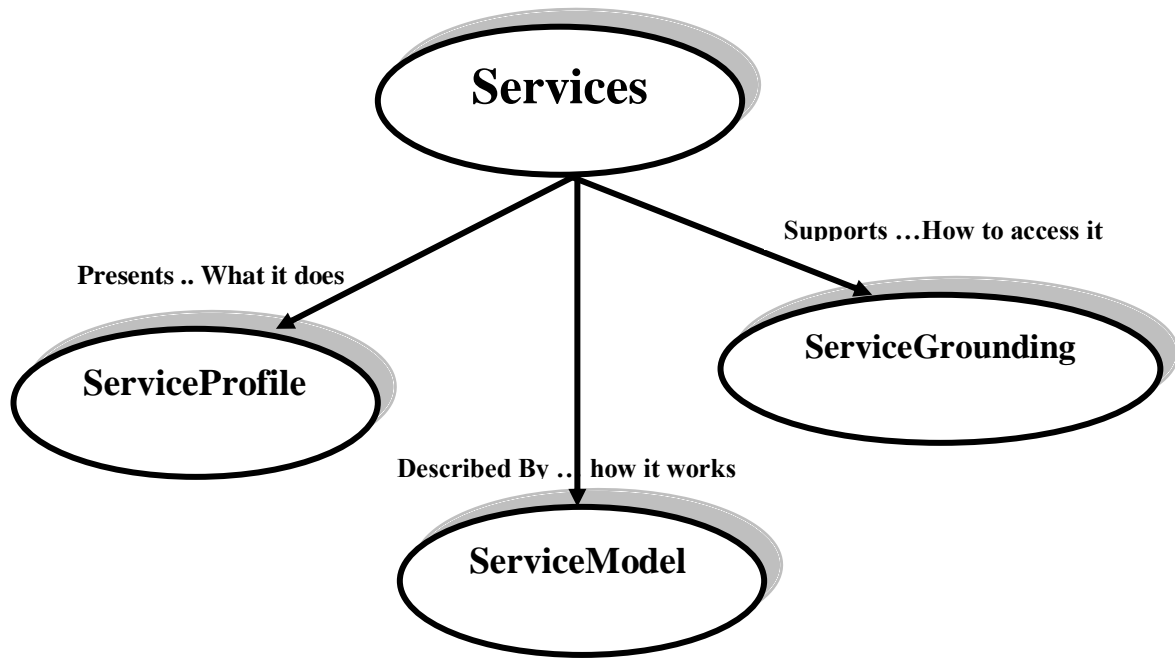 Services
Supports …How to access it
Presents .. What it does
ServiceGrounding
ServiceProfile
Described By … how it works
ServiceModel